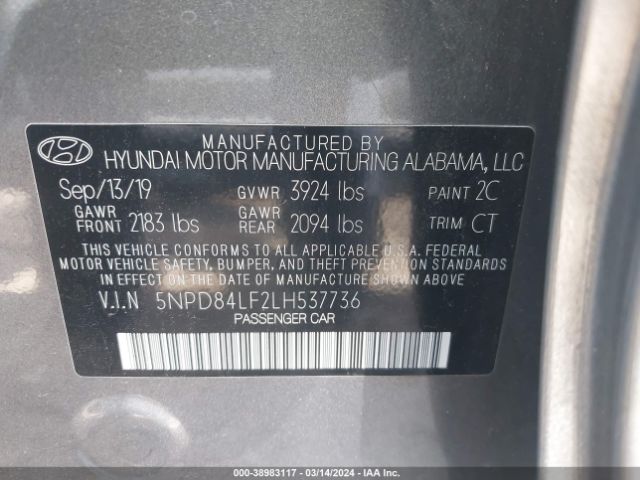 MANUFACTURED BY
HYUNDAI MOTOR MANUFACTURING ALABAMA, LLC
Sep/13/19 GVWR 3924 lbs PAINT 2C
GAWR FRONT 2183 lbs GAWR REAR 2094 lbs TRIM CT
THIS VEHICLE CONFORMS TO ALL APPLICABLE U.S.A. FEDERAL
MOTOR VEHICLE SAFETY, BUMPER, AND THEFT PREVENTION STANDARDS
IN EFFECT ON THE DATE OF MANUFACTURE SHOWN ABOVE
V.I.N 5NPD84LF2LH537736
PASSENGER CAR
000-38983117 - 03/14/2024 - IAA Inc.